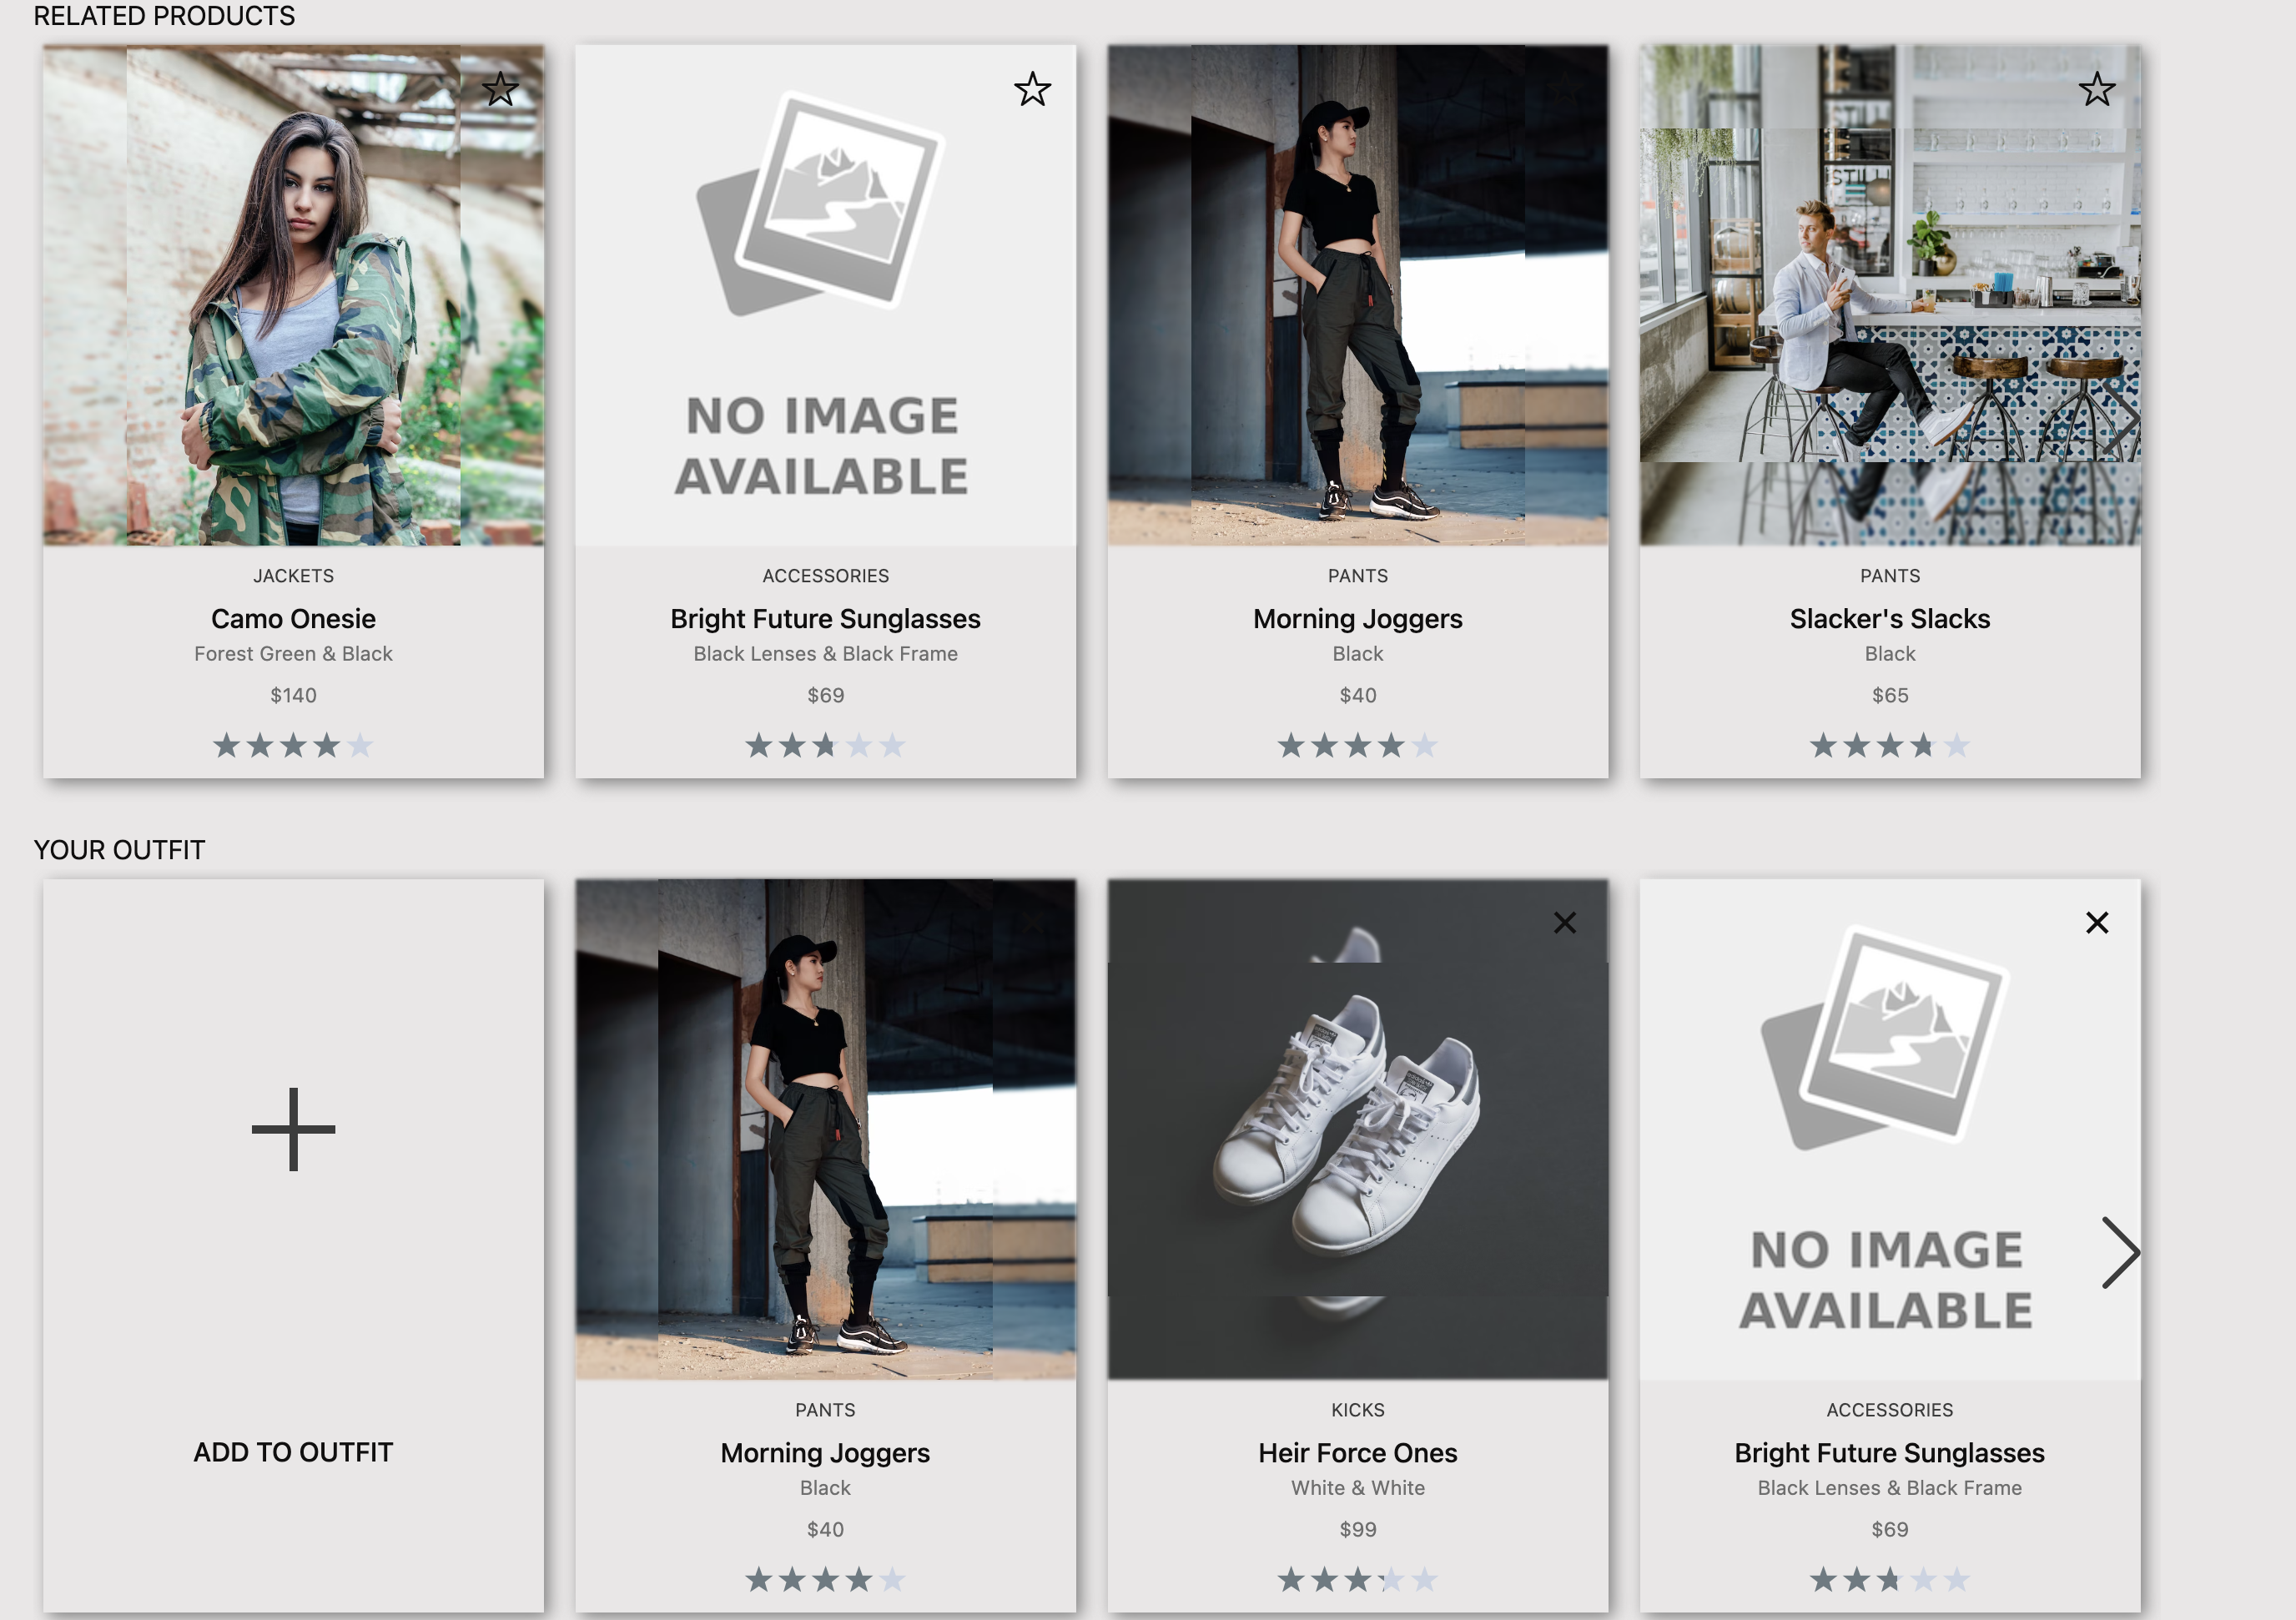 RELATED PRODUCTS
NO IMAGE
AVAILABLE
STILL
JACKETS
Camo Onesie
Forest Green & Black
$140
ACCESSORIES
Bright Future Sunglasses
Black Lenses & Black Frame
$69
PANTS
Morning Joggers
Black
$40
PANTS
Slacker's Slacks
Black
$65
YOUR OUTFIT
ADD TO OUTFIT
PANTS
Morning Joggers
Black
$40
KICKS
Heir Force Ones
White & White
$99
NO IMAGE
AVAILABLE
ACCESSORIES
Bright Future Sunglasses
Black Lenses & Black Frame
$69